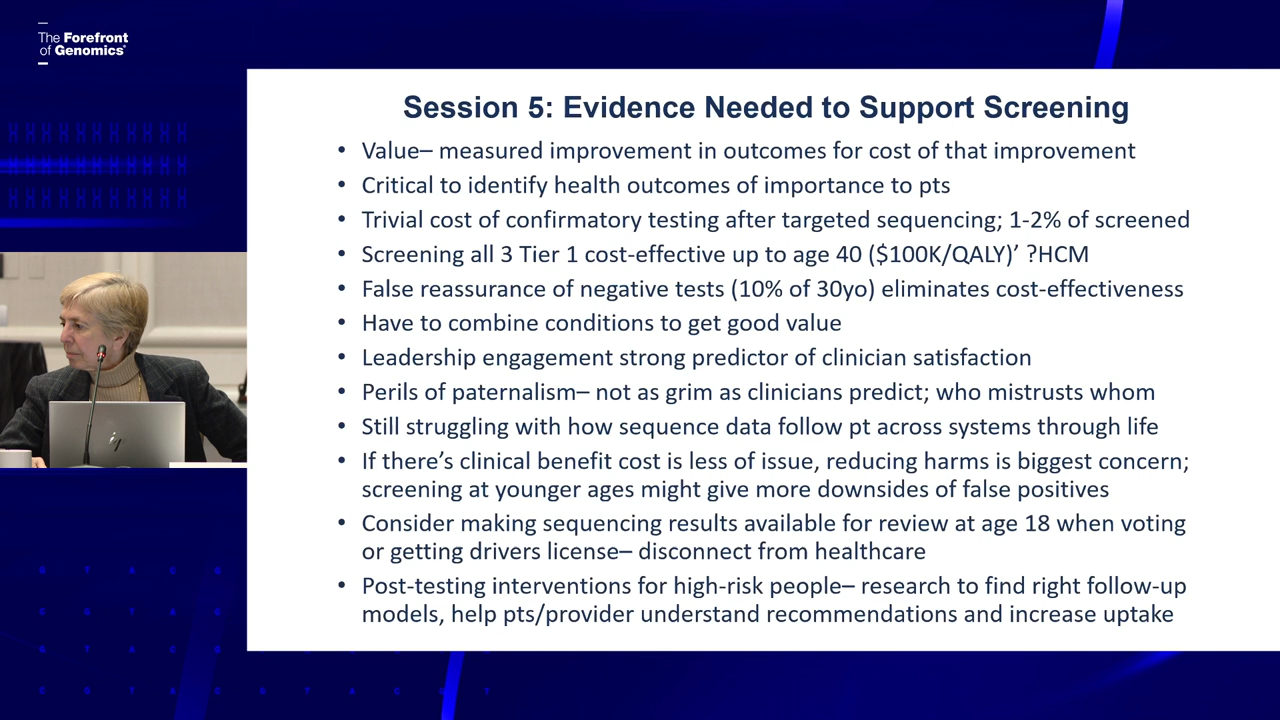 The Forefront
of Genomics
Session 5: Evidence Needed to Support Screening
• Value– measured improvement in outcomes for cost of that improvement
• Critical to identify health outcomes of importance to pts
• Trivial cost of confirmatory testing after targeted sequencing; 1-2% of screened
• Screening all 3 Tier 1 cost-effective up to age 40 ($100K/QALY)’ ?HCM
• False reassurance of negative tests (10% of 30yo) eliminates cost-effectiveness
• Have to combine conditions to get good value
• Leadership engagement strong predictor of clinician satisfaction
• Perils of paternalism– not as grim as clinicians predict; who mistrusts whom
• Still struggling with how sequence data follow pt across systems through life
• If there’s clinical benefit cost is less of issue, reducing harms is biggest concern;
screening at younger ages might give more downsides of false positives
• Consider making sequencing results available for review at age 18 when voting
or getting drivers license– disconnect from healthcare
• Post-testing interventions for high-risk people– research to find right follow-up
models, help pts/provider understand recommendations and increase uptake